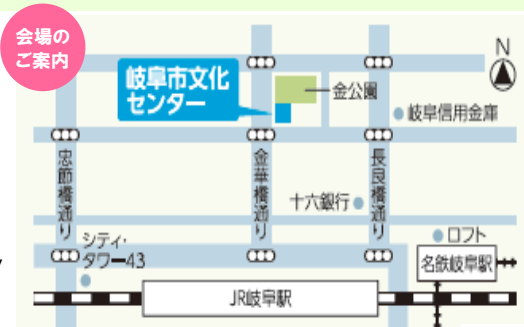 会場の
ご案内
N
岐阜市文化
センター
金公園
岐阜信用金庫
忠節橋通り
金華橋通り
長良橋通り
十六銀行
シティ・
タワー43
ロフト
名鉄岐阜駅
JR岐阜駅